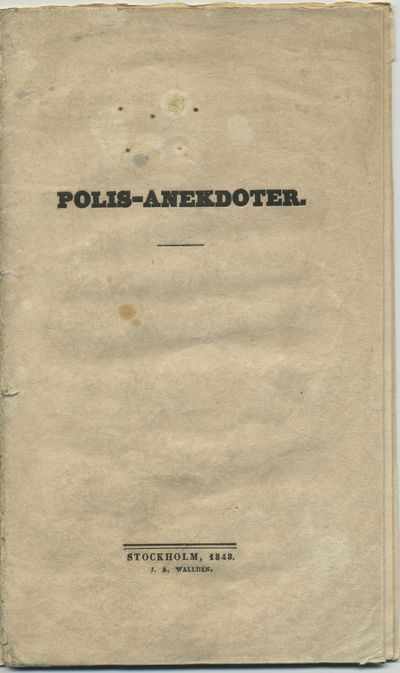 POLIS-ANEKDOTER.
STOCKHOLM, 1848.
J. A. WALLDÉN.